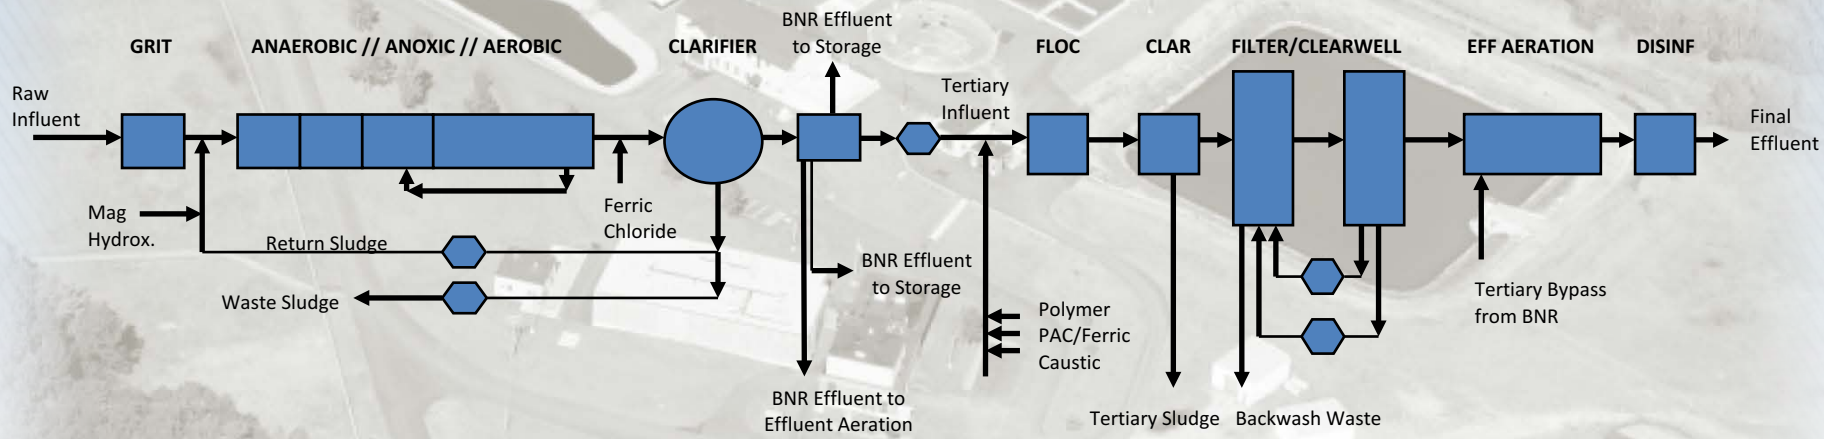 GRIT
ANAEROBIC // ANOXIC // AEROBIC
CLARIFIER
BNR Effluent
to Storage
FLOC
CLAR
FILTER/CLEARWELL
EFF AERATION
DISINF
Raw
Influent
Tertiary
Influent
Final
Effluent
Mag
Hydrox.
Ferric
Chloride
Return Sludge
Waste Sludge
BNR Effluent
to Storage
Polymer
PAC/Ferric
Caustic
Tertiary Bypass
from BNR
BNR Effluent to
Effluent Aeration
Tertiary Sludge
Backwash Waste